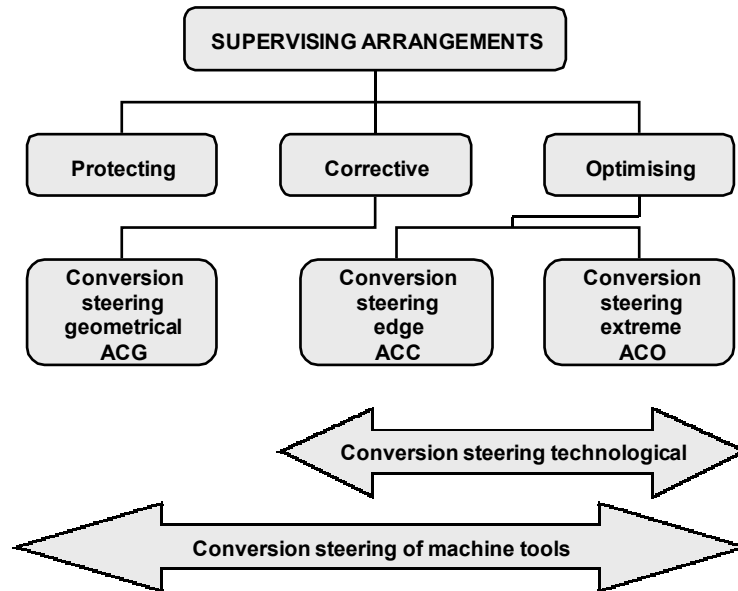 SUPERVISING ARRANGEMENTS
Protecting
Corrective
Optimising
Conversion
steering
geometrical
ACG
Conversion
steering
edge
ACC
Conversion
steering
extreme
ACO
Conversion steering technological
Conversion steering of machine tools